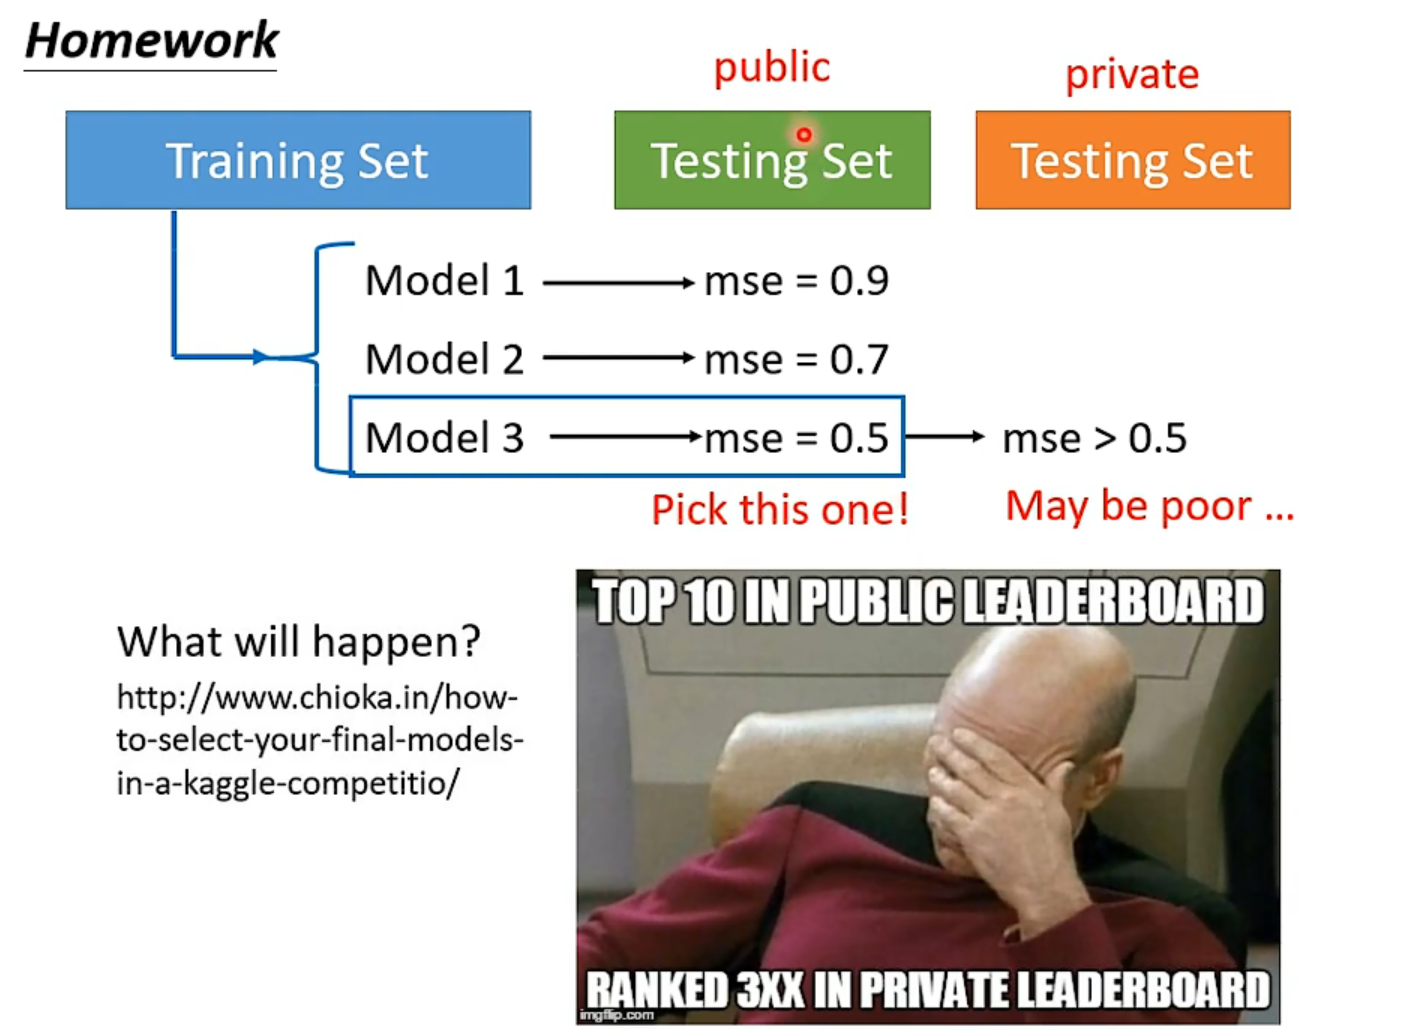 Homework
public
private
Training Set
Testing Set
Testing Set
Model 1
mse = 0.9
Model 2
mse = 0.7
Model 3
mse = 0.5
mse > 0.5
Pick this one!
May be poor ...
What will happen?
http://www.chioka.in/how-
to-select-your-final-models-
in-a-kaggle-competitio/
TOP 10 IN PUBLIC LEADERBOARD
RANKED 3XX IN PRIVATE LEADERBOARD
imgflip.com